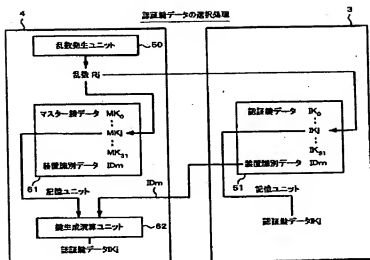 認証鍵データの選択処理
4
3
乱数発生ユニット
60
乱数 Rj
マスター鍵データ MK0
MKj
MK31
装置識別データ IDm
61
記憶ユニット
IDm
鍵生成演算ユニット
62
認証鍵データIKj
認証鍵データ IK0
IKj
IK31
装置識別データ IDm
51
記憶ユニット
認証鍵データIKj